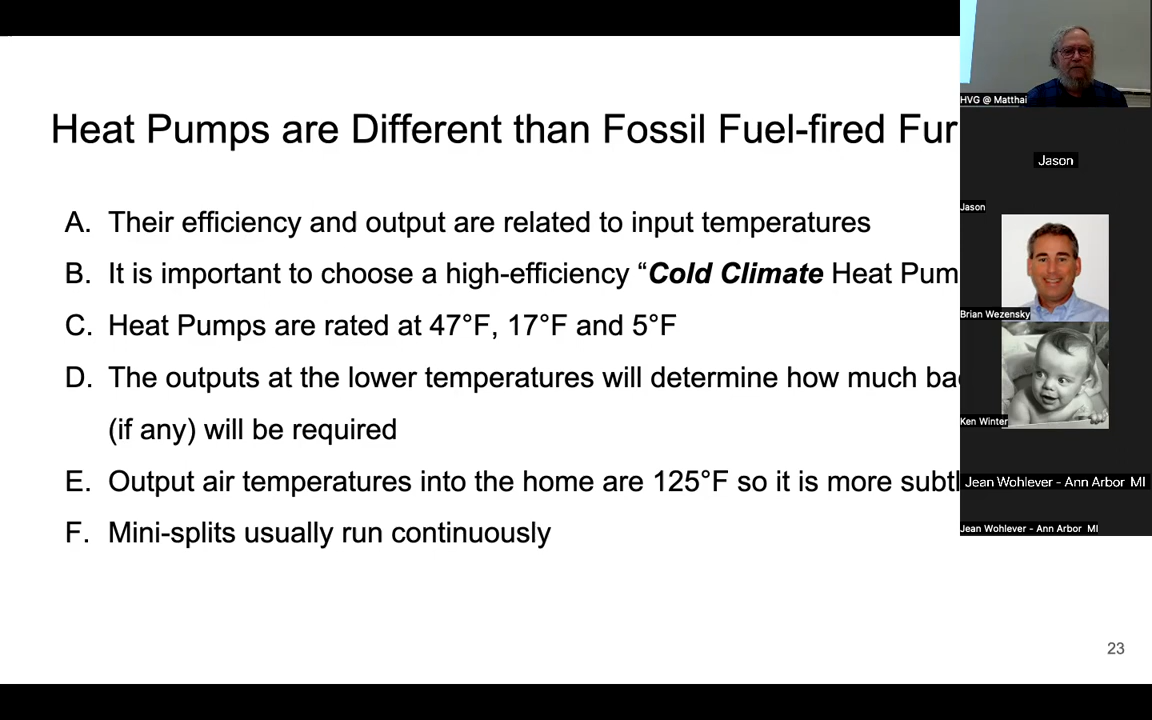 Heat Pumps are Different than Fossil Fuel-fired Fur
A. Their efficiency and output are related to input temperatures
B. It is important to choose a high-efficiency “Cold Climate Heat Pum
C. Heat Pumps are rated at 47°F, 17°F and 5°F
D. The outputs at the lower temperatures will determine how much ba
(if any) will be required
E. Output air temperatures into the home are 125°F so it is more subtl
F. Mini-splits usually run continuously
23
HVG @ Matthai
Jason
Jason
Brian Wezensky
Ken Winter
Jean Wohlever - Ann Arbor MI
Jean Wohlever - Ann Arbor MI